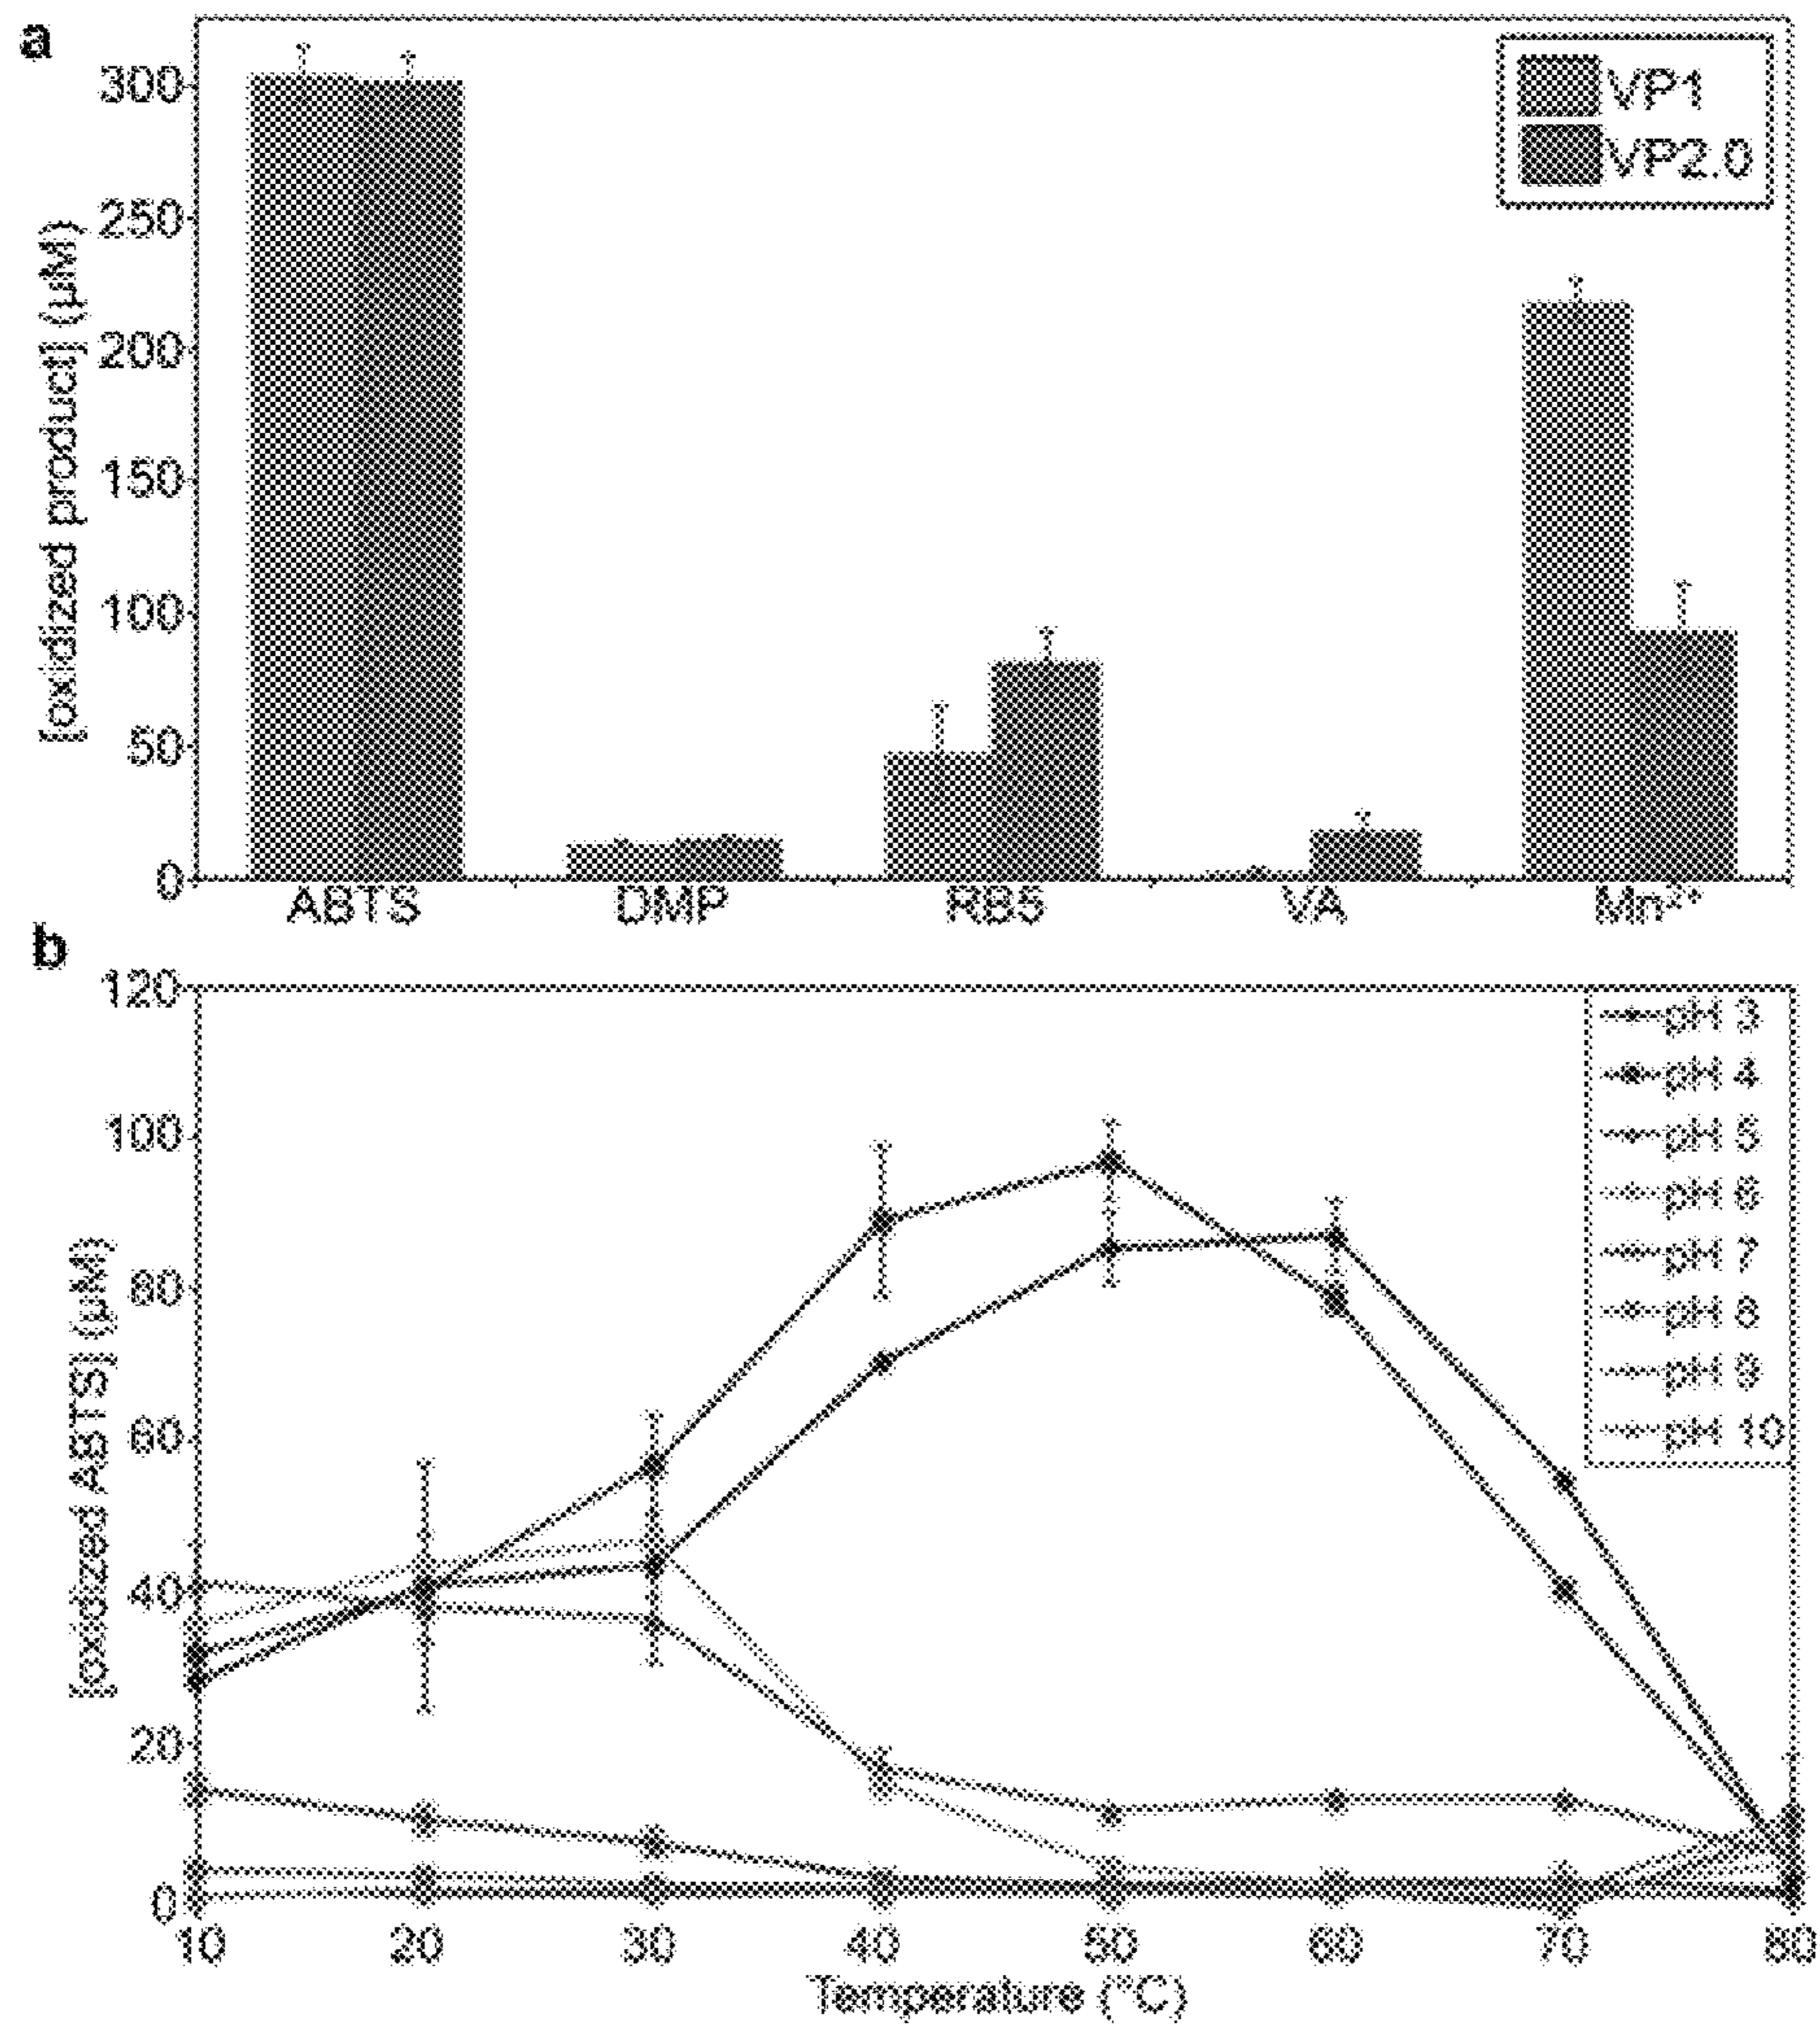 a
300
250
200
150
100
50
0
[oxidized product] (µM)
VP1
VP2.0
ABTS DMP RB5 VA Mn²⁺
b
120
100
80
60
40
20
0
[oxidized ABTS] (µM)
pH 3
pH 4
pH 5
pH 6
pH 7
pH 8
pH 9
pH 10
10 20 30 40 50 60 70 80
Temperature (°C)